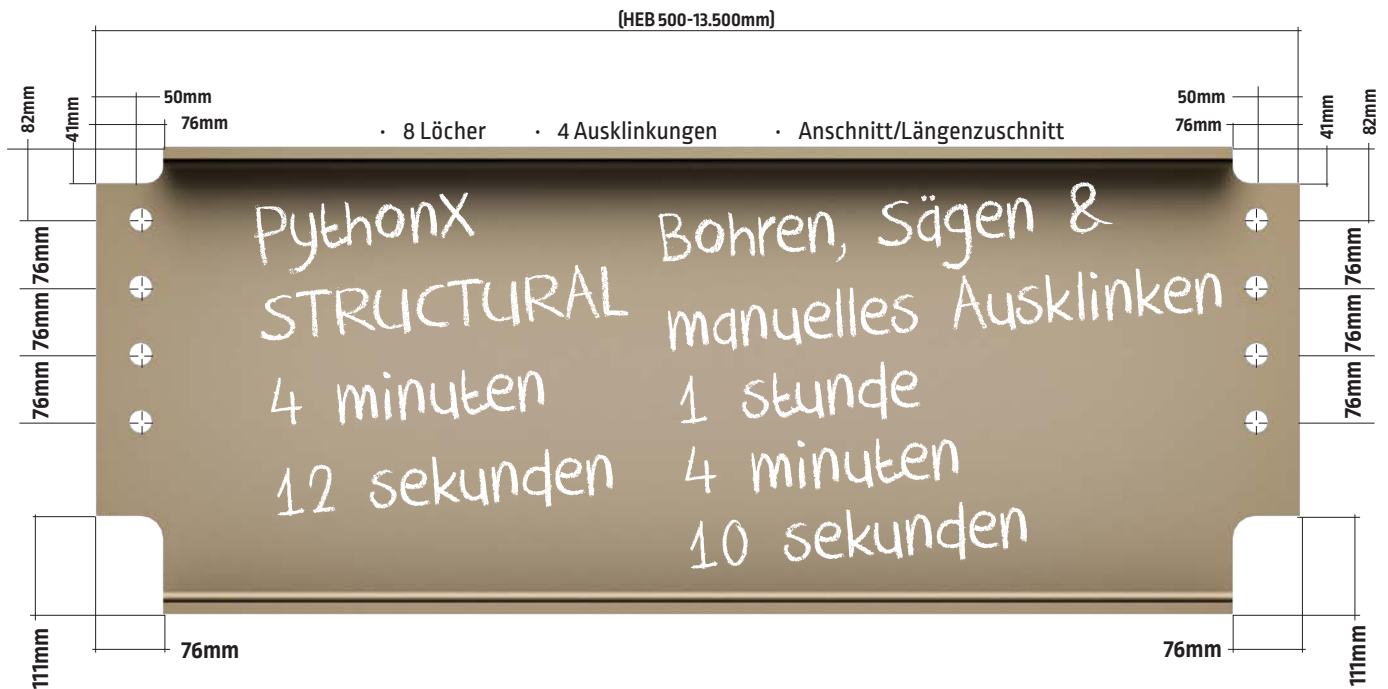 (HEB 500-13.500mm)
82mm
41mm
50mm
76mm
· 8 Löcher · 4 Ausklinkungen · Anschnitt/Längenzuschnitt
50mm
76mm
41mm
82mm
PythonX
STRUCTURAL
4 minuten
12 sekunden
Bohren, Sägen &
manuelles Ausklinken
1 stunde
4 minuten
10 sekunden
76mm
76mm
76mm
76mm
76mm
76mm
111mm
76mm
76mm
111mm